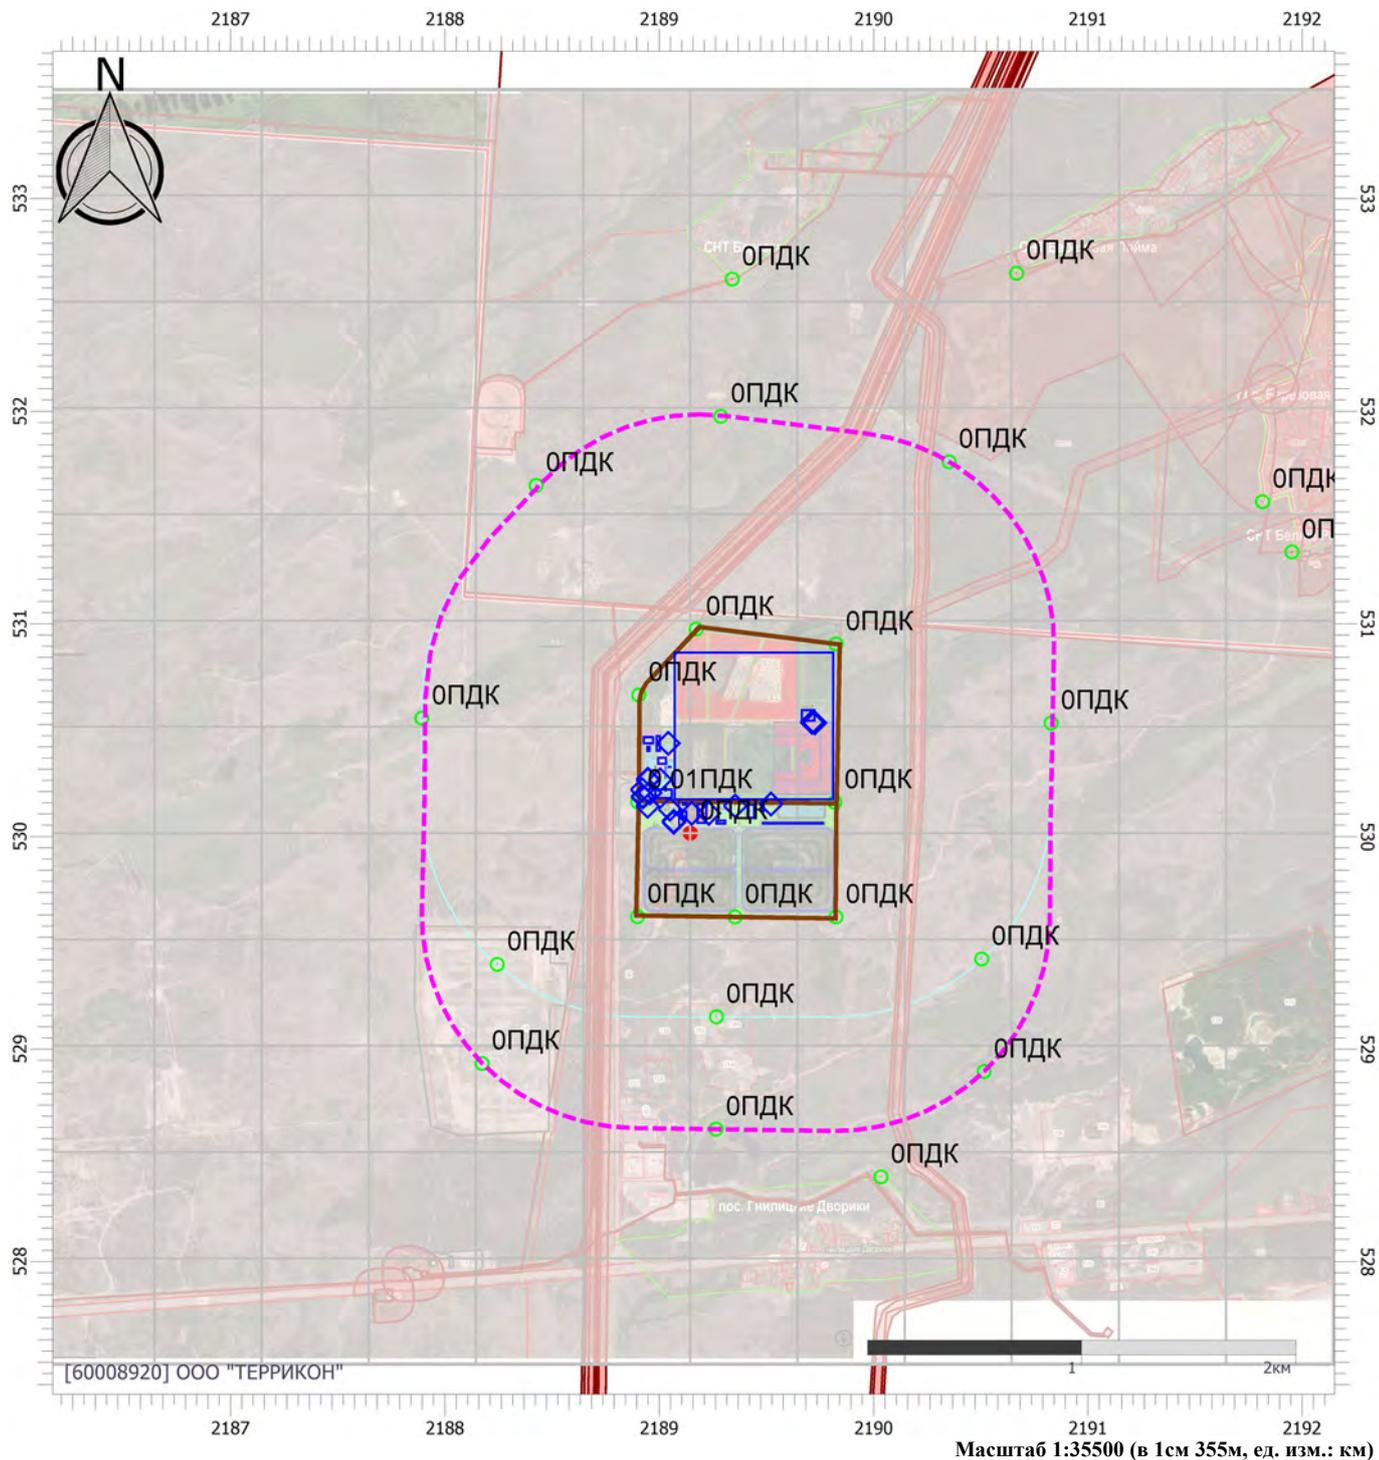 2187 2188 2189 2190 2191 2192
N
533 533
СНТ
0ПДК 0ПДК
532 532
0ПДК
0ПДК
0ПДК
0ПДК
0П
531 531
0ПДК
0ПДК
0ПДК
0ПДК
0ПДК
0.01ПДК 0ПДК
0ПДК
530 530
0ПДК 0ПДК 0ПДК
0ПДК
0ПДК
0ПДК
529 529
0ПДК
0ПДК
0ПДК
0ПДК
пос. Гнилицкие Дворики
528 528
1 2км
[60008920] ООО "ТЕРРИКОН"
2187 2188 2189 2190 2191 2192
Масштаб 1:35500 (в 1см 355м, ед. изм.: км)